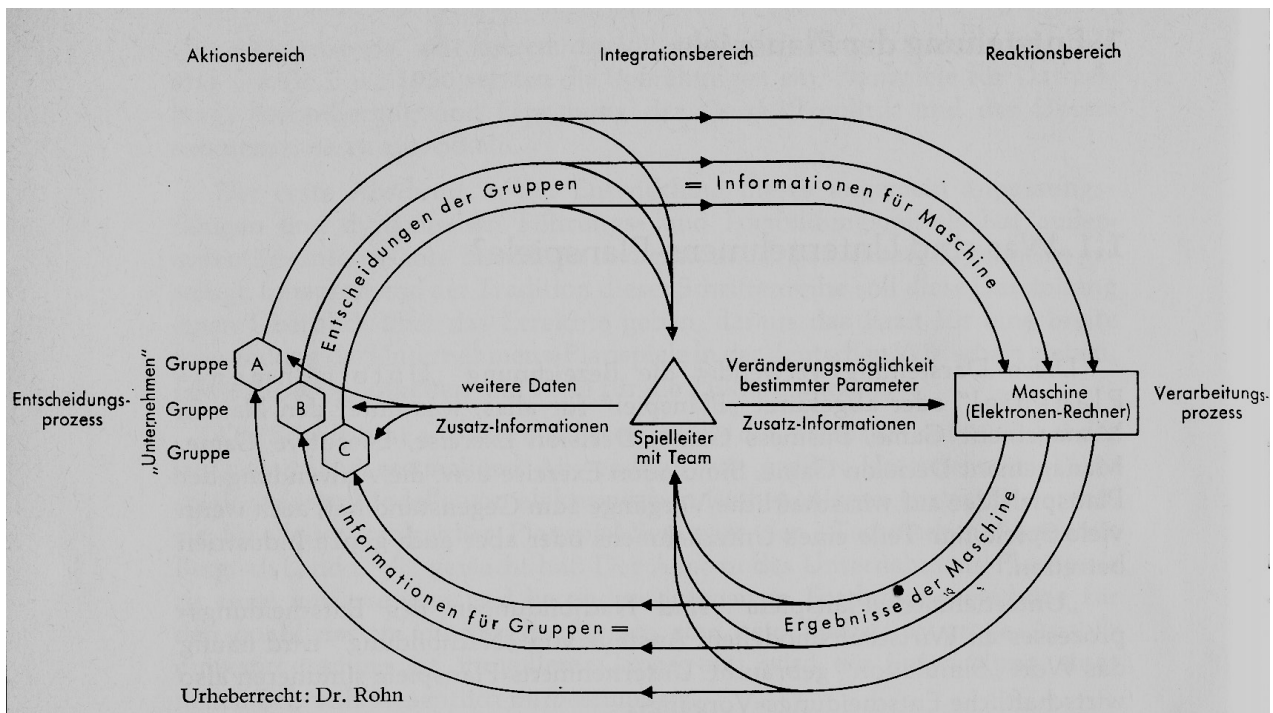 Aktionsbereich
Integrationsbereich
Reaktionsbereich
Entscheidungen der Gruppen = Informationen für Maschine
Entscheidungs-
prozess
„Unternehmen"
Gruppe A
Gruppe B
Gruppe C
weitere Daten
Zusatz-Informationen
Spielleiter
mit Team
Veränderungsmöglichkeit
bestimmter Parameter
Zusatz-Informationen
Maschine
(Elektronen-Rechner)
Verarbeitungs-
prozess
Informationen für Gruppen = Ergebnisse der Maschine
Urheberrecht: Dr. Rohn